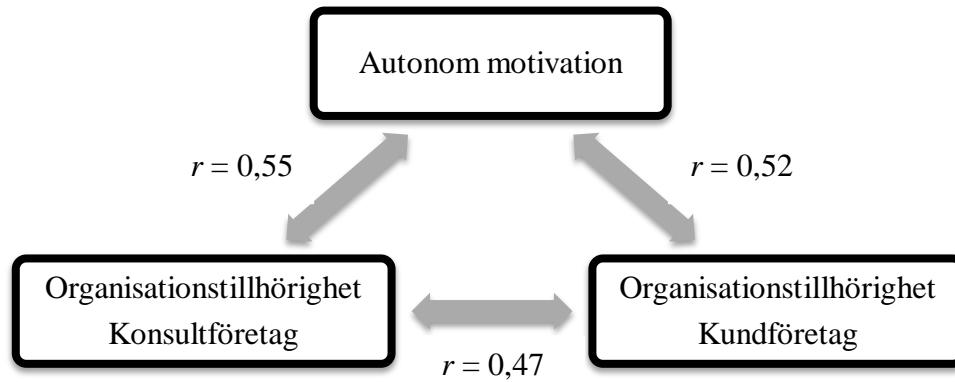 Autonom motivation
r = 0,55
r = 0,52
Organisationstillhörighet
Konsultföretag
Organisationstillhörighet
Kundföretag
r = 0,47